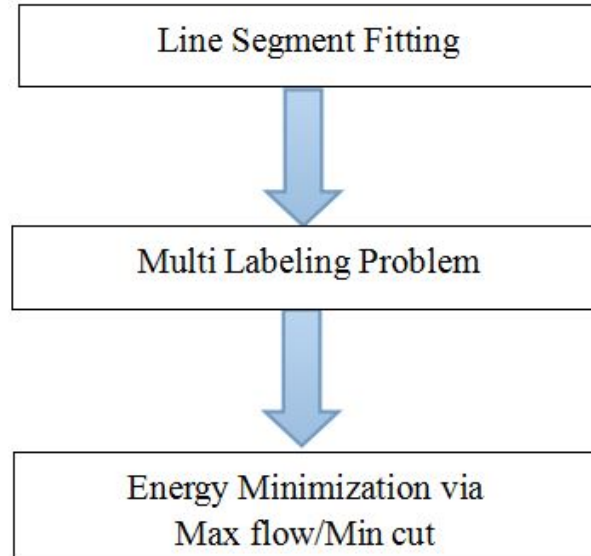 Line Segment Fitting
Multi Labeling Problem
Energy Minimization via
Max flow/Min cut